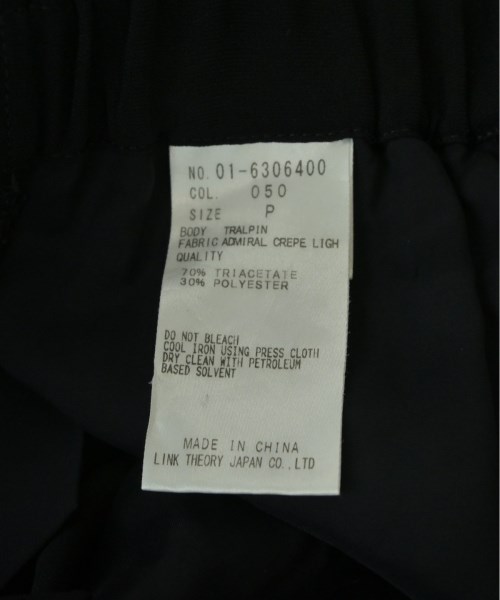 NO. 01-6306400
COL. 050
SIZE P
BODY TRALPIN
FABRIC ADMIRAL CREPE LIGH
QUALITY
70% TRIACETATE
30% POLYESTER
DO NOT BLEACH
COOL IRON USING PRESS CLOTH
DRY CLEAN WITH PETROLEUM
BASED SOLVENT
MADE IN CHINA
LINK THEORY JAPAN CO.,LTD